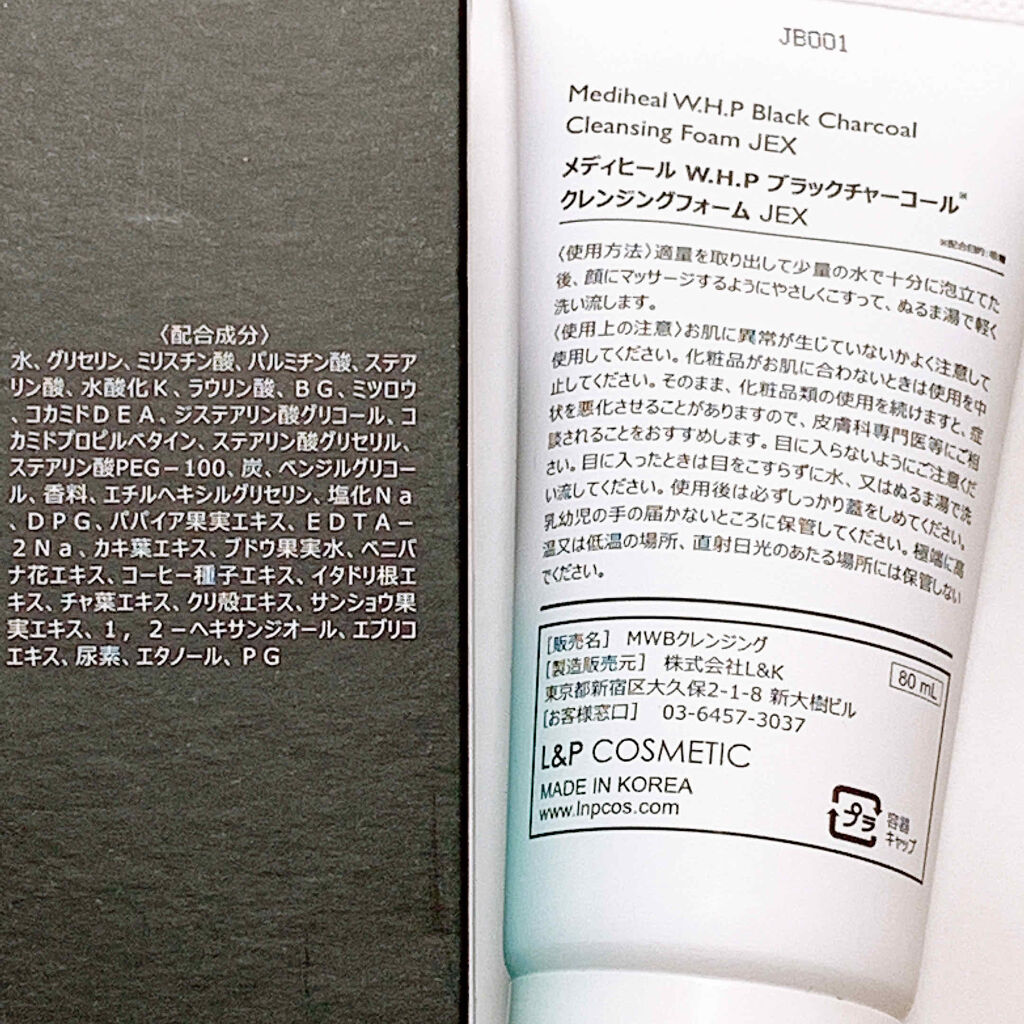 〈配合成分〉
水、グリセリン、ミリスチン酸、パルミチン酸、ステア
リン酸、水酸化K、ラウリン酸、BG、ミツロウ
、コカミドDEA、ジステアリン酸グリコール、コ
カミドプロピルベタイン、ステアリン酸グリセリル、
ステアリン酸PEG－100、炭、ベンジルグリコー
ル、香料、エチルヘキシルグリセリン、塩化Na
、DPG、パパイア果実エキス、EDTA－
2Na、カキ葉エキス、ブドウ果実水、ベニバ
ナ花エキス、コーヒー種子エキス、イタドリ根エ
キス、チャ葉エキス、クリ殻エキス、サンショウ果
実エキス、1，2－ヘキサンジオール、エブリコ
エキス、尿素、エタノール、PG
JB001
Mediheal W.H.P Black Charcoal
Cleansing Foam JEX
メディヒール W.H.P ブラックチャーコール※
クレンジングフォーム JEX
※配合目的：吸着
〈使用方法〉適量を取り出して少量の水で十分に泡立てた
後、顔にマッサージするようにやさしくこすって、ぬるま湯で軽く
洗い流します。
〈使用上の注意〉お肌に異常が生じていないかよく注意して
使用してください。化粧品がお肌に合わないときは使用を中
止してください。そのまま、化粧品類の使用を続けますと、症
状を悪化させることがありますので、皮膚科専門医等にご相
談されることをおすすめします。目に入らないようにご注意くだ
さい。目に入ったときは目をこすらずに水、又はぬるま湯で洗
い流してください。使用後は必ずしっかり蓋をしめてください。
乳幼児の手の届かないところに保管してください。極端に高
温又は低温の場所、直射日光のあたる場所には保管しない
でください。
[販売名] MWBクレンジング
[製造販売元] 株式会社L&K
80 mL
東京都新宿区大久保2-1-8 新大樹ビル
[お客様窓口] 03-6457-3037
L&P COSMETIC
MADE IN KOREA
www.lnpcos.com
プラ
容器
キャップ